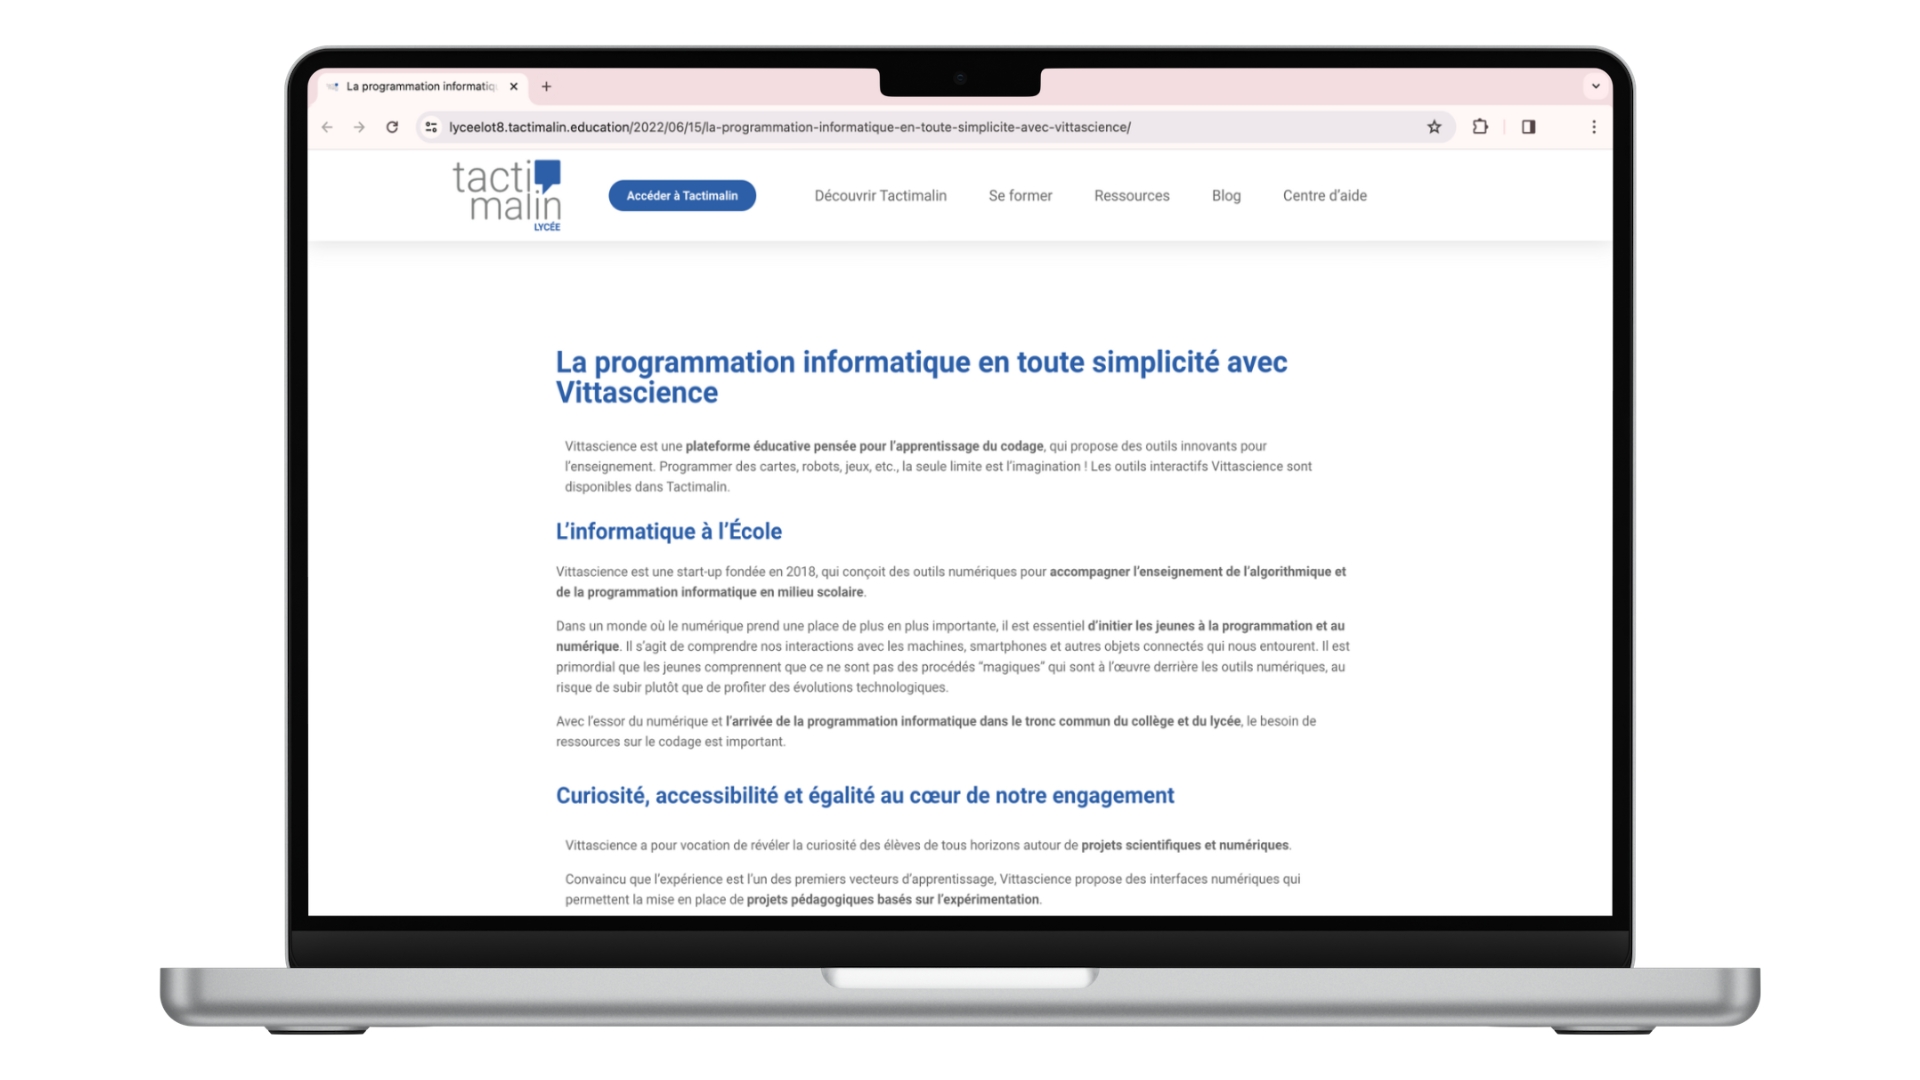 La programmation informatiq
lyceelot8.tactimalin.education/2022/06/15/la-programmation-informatique-en-toute-simplicite-avec-vittascience/
tacti
malin
LYCÉE
Accéder à Tactimalin
Découvrir Tactimalin
Se former
Ressources
Blog
Centre d'aide
La programmation informatique en toute simplicité avec
Vittascience
Vittascience est une plateforme éducative pensée pour l'apprentissage du codage, qui propose des outils innovants pour
l'enseignement. Programmer des cartes, robots, jeux, etc., la seule limite est l'imagination ! Les outils interactifs Vittascience sont
disponibles dans Tactimalin.
L'informatique à l'École
Vittascience est une start-up fondée en 2018, qui conçoit des outils numériques pour accompagner l'enseignement de l'algorithmique et
de la programmation informatique en milieu scolaire.
Dans un monde où le numérique prend une place de plus en plus importante, il est essentiel d'initier les jeunes à la programmation et au
numérique. Il s'agit de comprendre nos interactions avec les machines, smartphones et autres objets connectés qui nous entourent. Il est
primordial que les jeunes comprennent que ce ne sont pas des procédés "magiques" qui sont à l'œuvre derrière les outils numériques, au
risque de subir plutôt que de profiter des évolutions technologiques.
Avec l'essor du numérique et l'arrivée de la programmation informatique dans le tronc commun du collège et du lycée, le besoin de
ressources sur le codage est important.
Curiosité, accessibilité et égalité au cœur de notre engagement
Vittascience a pour vocation de révéler la curiosité des élèves de tous horizons autour de projets scientifiques et numériques.
Convaincu que l'expérience est l'un des premiers vecteurs d'apprentissage, Vittascience propose des interfaces numériques qui
permettent la mise en place de projets pédagogiques basés sur l'expérimentation.